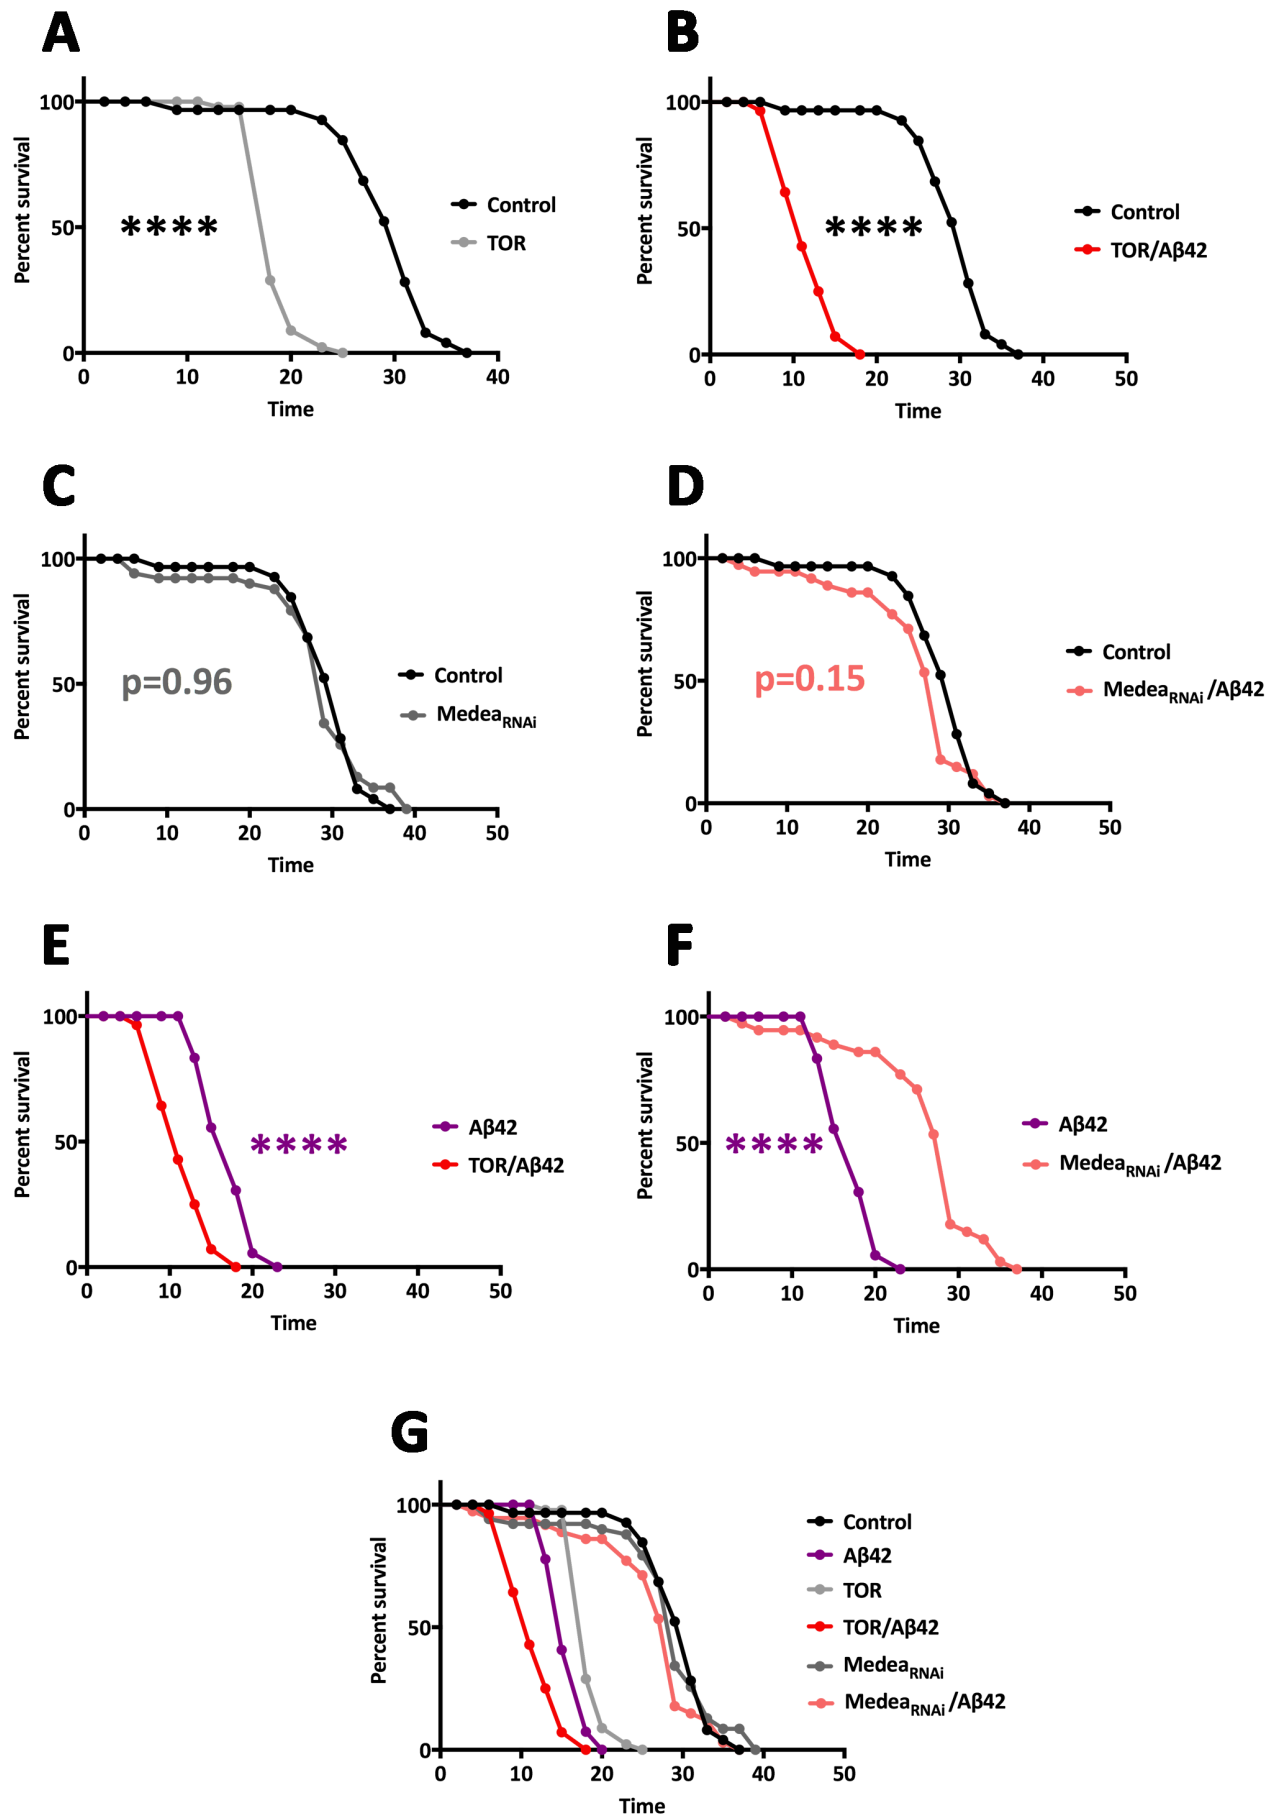 A
100
50
0
Percent survival
0 10 20 30 40
Time
****
Control
TOR
B
100
50
0
Percent survival
0 10 20 30 40 50
Time
****
Control
TOR/Aβ42
C
100
50
0
Percent survival
0 10 20 30 40 50
Time
p=0.96
Control
MedeaRNAi
D
100
50
0
Percent survival
0 10 20 30 40 50
Time
p=0.15
Control
MedeaRNAi/Aβ42
E
100
50
0
Percent survival
0 10 20 30 40 50
Time
****
Aβ42
TOR/Aβ42
F
100
50
0
Percent survival
0 10 20 30 40 50
Time
****
Aβ42
MedeaRNAi/Aβ42
G
100
50
0
Percent survival
0 10 20 30 40 50
Time
Control
Aβ42
TOR
TOR/Aβ42
MedeaRNAi
MedeaRNAi/Aβ42